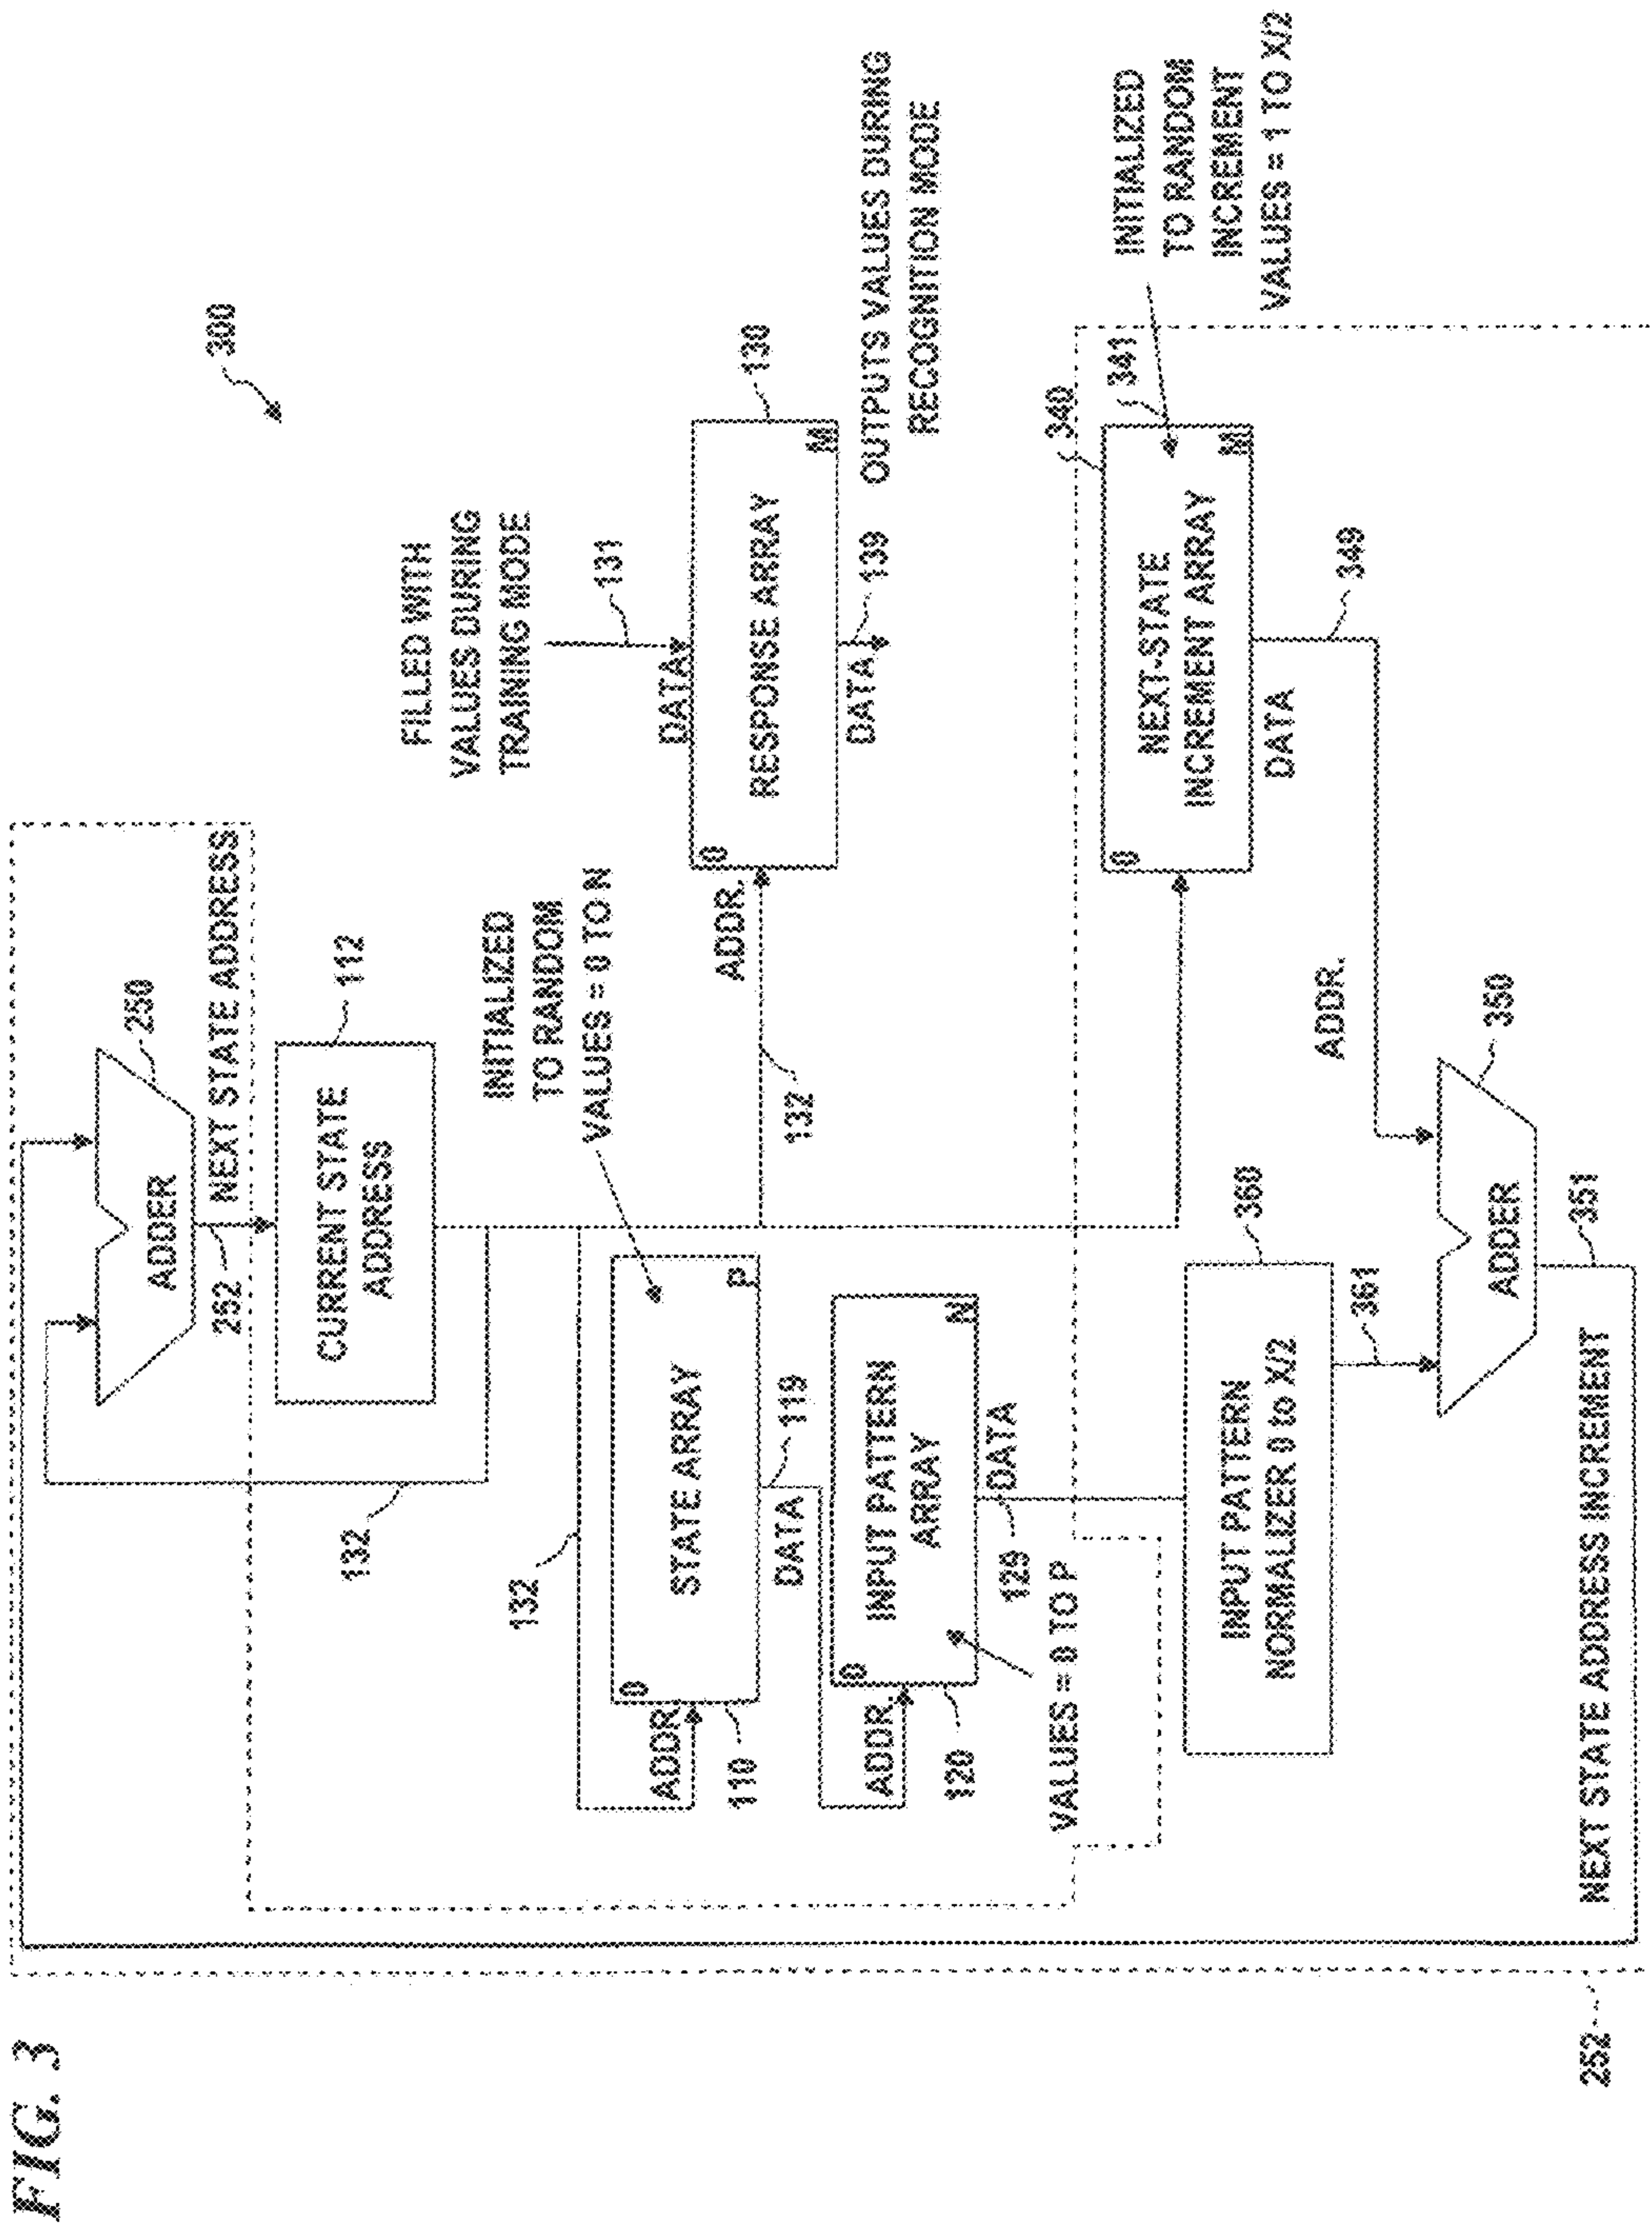 FIG. 3
300
ADDER
250
252
NEXT STATE ADDRESS
CURRENT STATE
ADDRESS
112
132
132
FILLED WITH
VALUES DURING
TRAINING MODE
131
INITIALIZED
TO RANDOM
VALUES = 0 TO N
ADDR.
0
STATE ARRAY
P
110
DATA
119
ADDR.
132
DATA
0
RESPONSE ARRAY
M
130
DATA
139
OUTPUTS VALUES DURING
RECOGNITION MODE
ADDR.
0
INPUT PATTERN
ARRAY
N
120
129
DATA
VALUES = 0 TO P
340
341
INITIALIZED
TO RANDOM
INCREMENT
VALUES = 1 TO X/2
0
NEXT-STATE
INCREMENT ARRAY
M
DATA
349
INPUT PATTERN
NORMALIZER 0 to X/2
360
361
ADDR.
ADDER
350
351
NEXT STATE ADDRESS INCREMENT
252